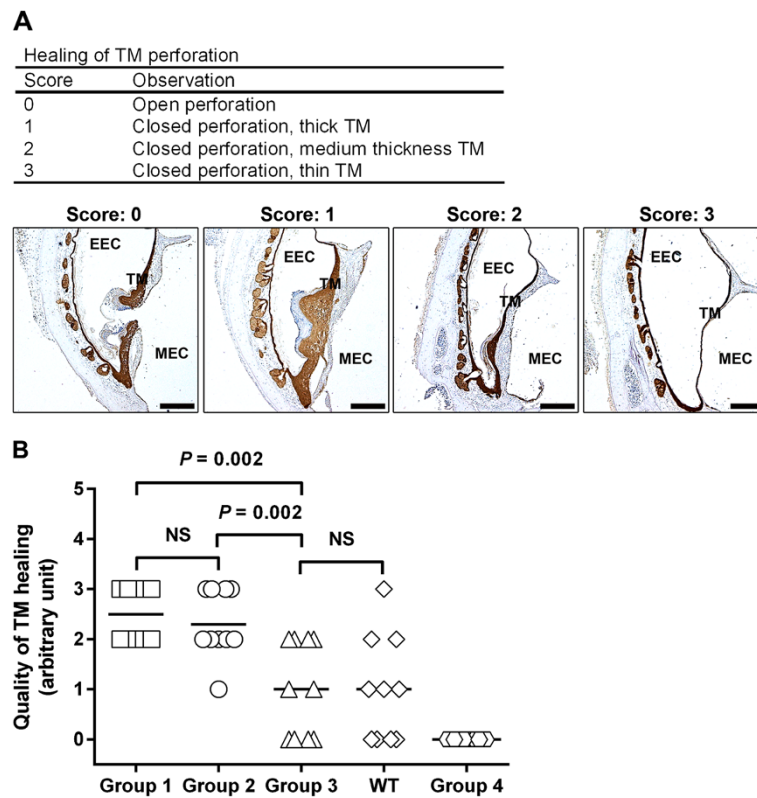 A
Healing of TM perforation
Score Observation
0 Open perforation
1 Closed perforation, thick TM
2 Closed perforation, medium thickness TM
3 Closed perforation, thin TM
Score: 0 Score: 1 Score: 2 Score: 3
EEC EEC EEC EEC
TM TM TM TM
MEC MEC MEC MEC
B
P = 0.002
P = 0.002
NS NS
Quality of TM healing
(arbitrary unit)
5
4
3
2
1
0
Group 1 Group 2 Group 3 WT Group 4